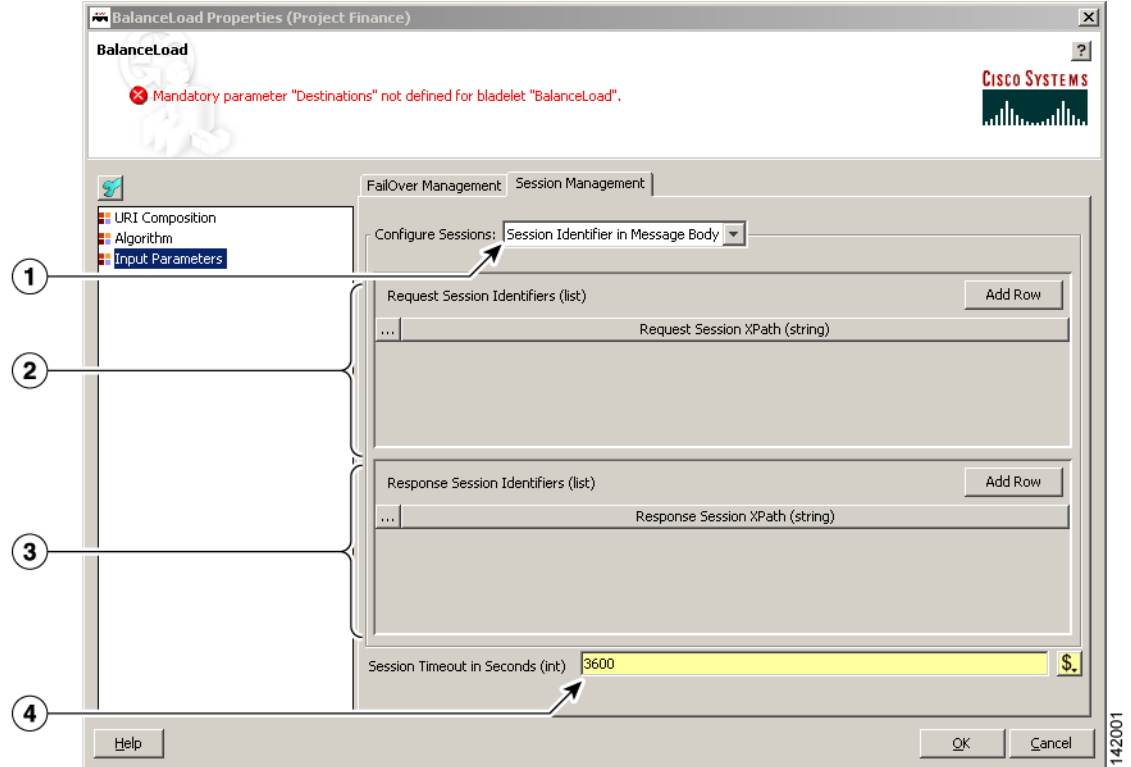 BalanceLoad Properties (Project Finance)
BalanceLoad
?
Mandatory parameter "Destinations" not defined for bladelet "BalanceLoad".
CISCO SYSTEMS
FailOver Management
Session Management
URI Composition
Algorithm
Input Parameters
Configure Sessions: Session Identifier in Message Body
1
Request Session Identifiers (list)
Add Row
... Request Session XPath (string)
2
Response Session Identifiers (list)
Add Row
... Response Session XPath (string)
3
Session Timeout in Seconds (int) 3600 $
4
Help
OK
Cancel
142001